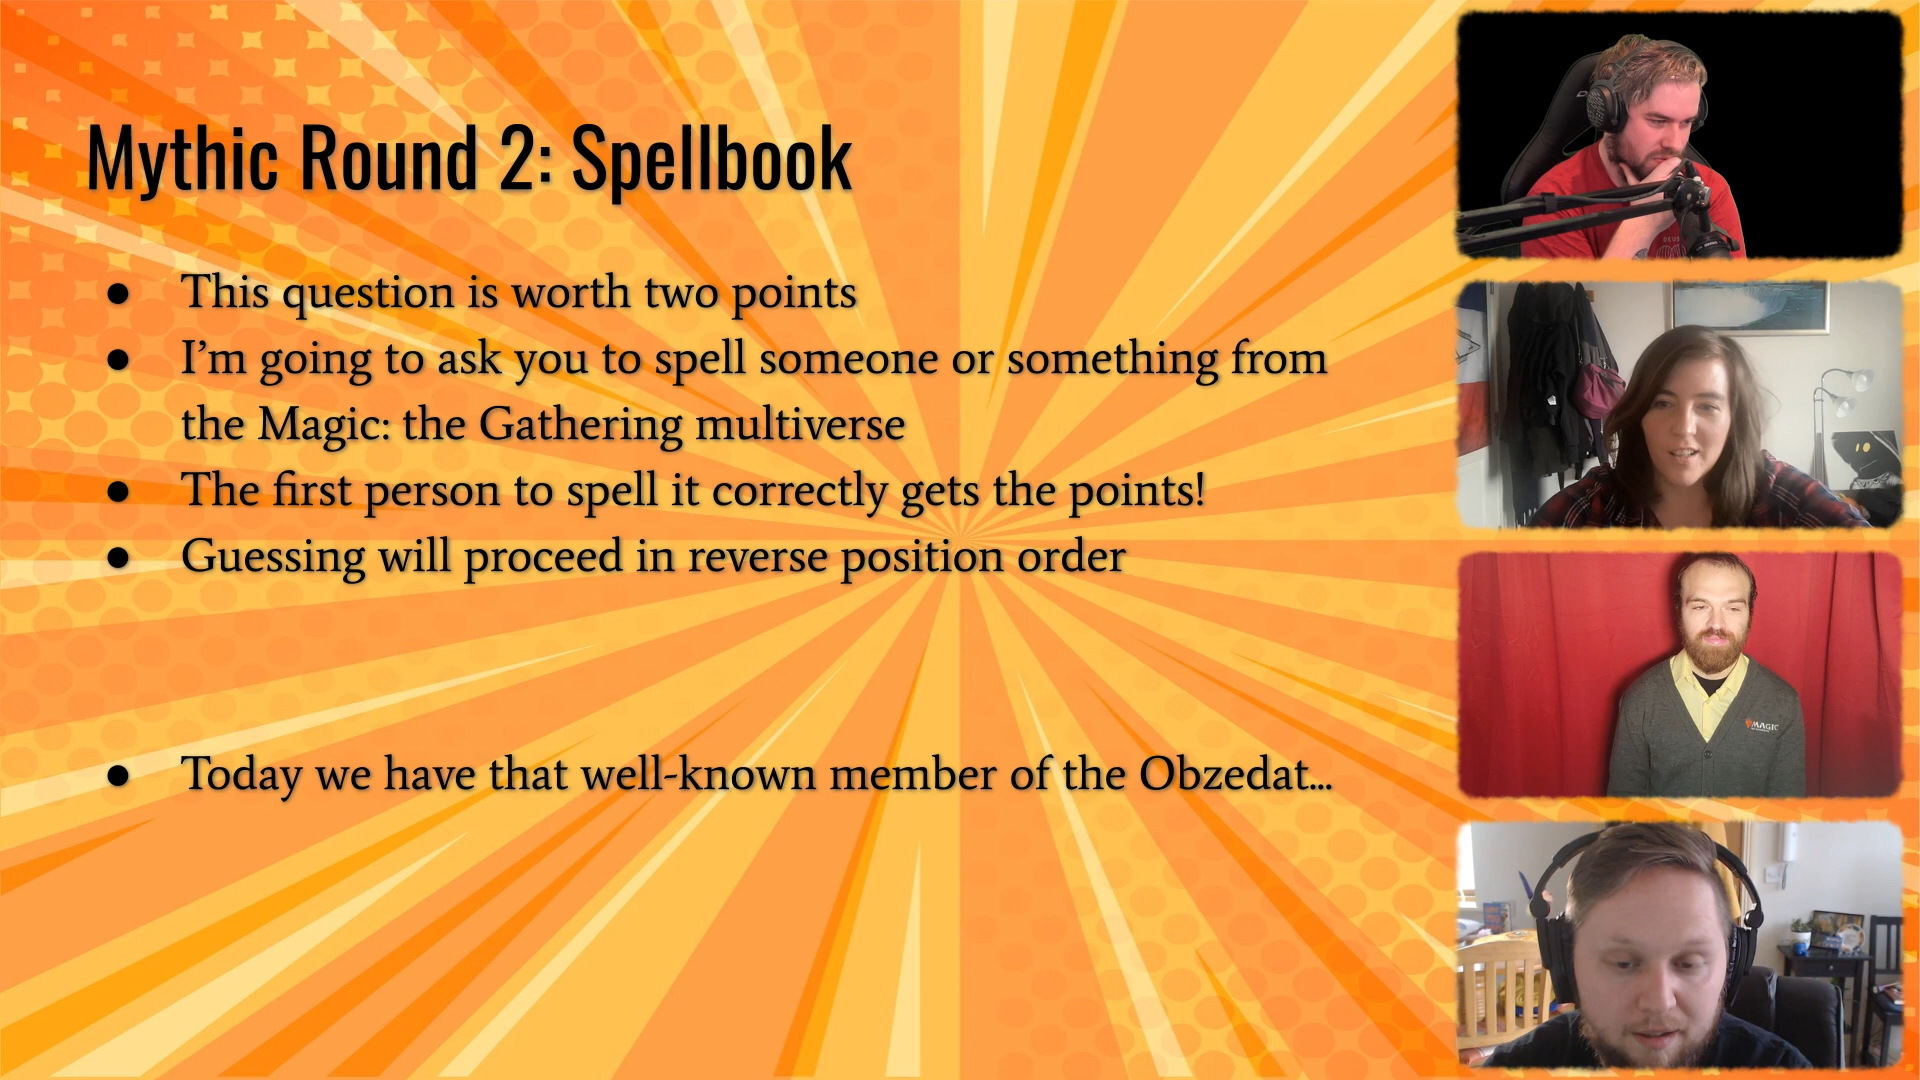 Mythic Round 2: Spellbook
● This question is worth two points
● I’m going to ask you to spell someone or something from
the Magic: the Gathering multiverse
● The first person to spell it correctly gets the points!
● Guessing will proceed in reverse position order
● Today we have that well-known member of the Obzedat...
DEUS
MAGIC